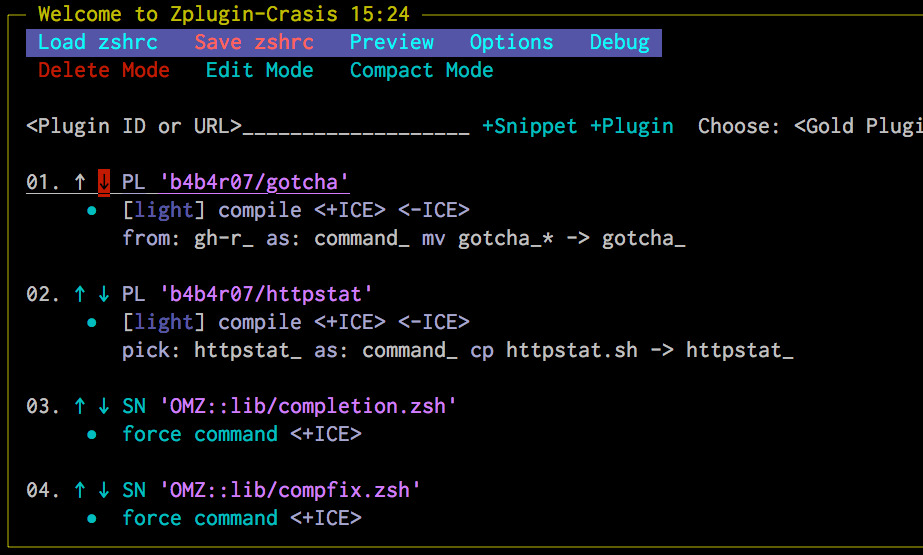 Welcome to Zplugin-Crasis 15:24
Load zshrc Save zshrc Preview Options Debug
Delete Mode Edit Mode Compact Mode
<Plugin ID or URL>___________________ +Snippet +Plugin Choose: <Gold Plugi
01. ↑ ↓ PL 'b4b4r07/gotcha'
• [light] compile <+ICE> <-ICE>
from: gh-r_ as: command_ mv gotcha_* -> gotcha_
02. ↑ ↓ PL 'b4b4r07/httpstat'
• [light] compile <+ICE> <-ICE>
pick: httpstat_ as: command_ cp httpstat.sh -> httpstat_
03. ↑ ↓ SN 'OMZ::lib/completion.zsh'
• force command <+ICE>
04. ↑ ↓ SN 'OMZ::lib/compfix.zsh'
• force command <+ICE>